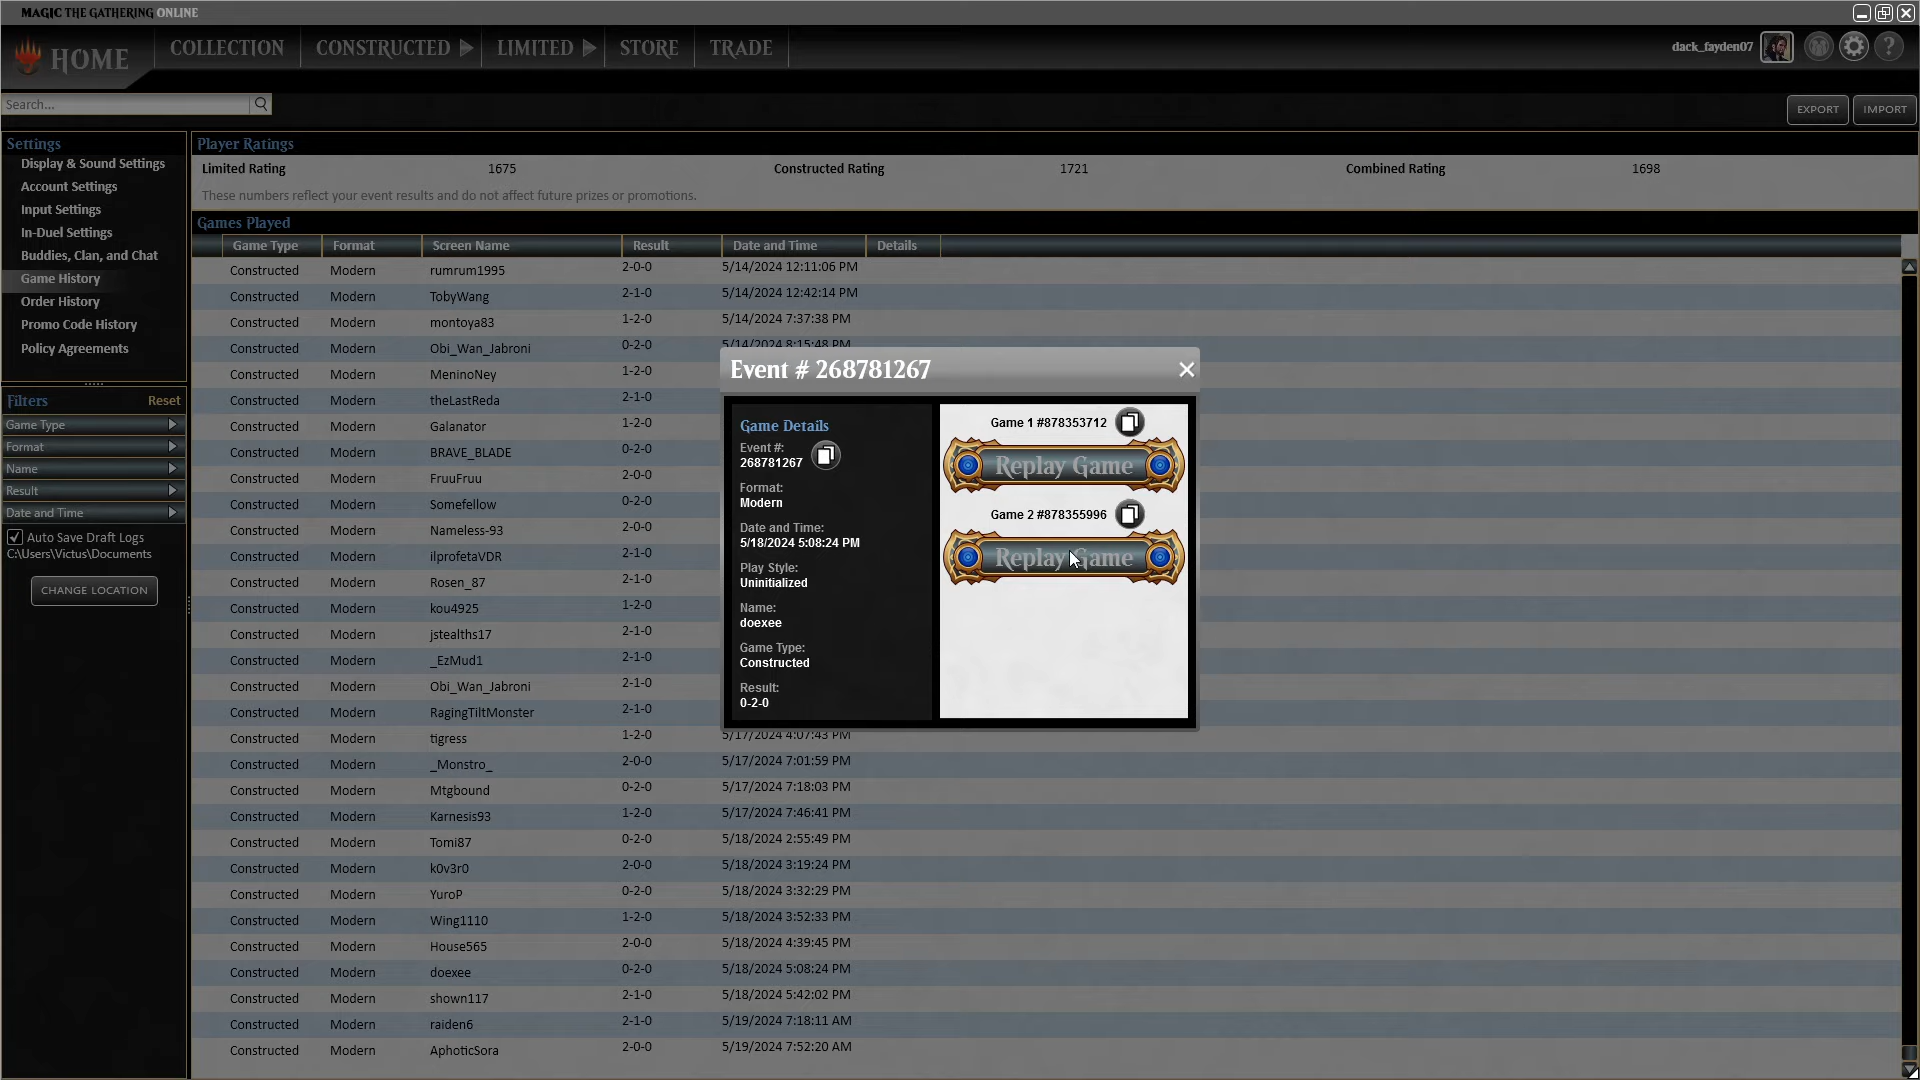 MAGIC THE GATHERING ONLINE
HOME
COLLECTION
CONSTRUCTED
LIMITED
STORE
TRADE
dack_fayden07
?
Search...
EXPORT
IMPORT
Settings
Display & Sound Settings
Account Settings
Input Settings
In-Duel Settings
Buddies, Clan, and Chat
Game History
Order History
Promo Code History
Policy Agreements
Filters
Reset
Game Type
Format
Name
Result
Date and Time
Auto Save Draft Logs
C:\Users\Victus\Documents
CHANGE LOCATION
Player Ratings
Limited Rating 1675 Constructed Rating 1721 Combined Rating 1698
These numbers reflect your event results and do not affect future prizes or promotions.
Games Played
Game Type Format Screen Name Result Date and Time Details
Constructed Modern rumrum1995 2-0-0 5/14/2024 12:11:06 PM
Constructed Modern TobyWang 2-1-0 5/14/2024 12:42:14 PM
Constructed Modern montoya83 1-2-0 5/14/2024 7:37:38 PM
Constructed Modern Obi_Wan_Jabroni 0-2-0 5/14/2024 8:15:48 PM
Constructed Modern MeninoNey 1-2-0
Constructed Modern theLastReda 2-1-0
Constructed Modern Galanator 1-2-0
Constructed Modern BRAVE_BLADE 0-2-0
Constructed Modern FruuFruu 2-0-0
Constructed Modern Somefellow 0-2-0
Constructed Modern Nameless-93 2-0-0
Constructed Modern ilprofetaVDR 2-1-0
Constructed Modern Rosen_87 2-1-0
Constructed Modern kou4925 1-2-0
Constructed Modern jstealths17 2-1-0
Constructed Modern _EzMud1 2-1-0
Constructed Modern Obi_Wan_Jabroni 2-1-0
Constructed Modern RagingTiltMonster 2-1-0
Constructed Modern tigress 1-2-0 5/17/2024 4:07:43 PM
Constructed Modern _Monstro_ 2-0-0 5/17/2024 7:01:59 PM
Constructed Modern Mtgbound 0-2-0 5/17/2024 7:18:03 PM
Constructed Modern Karnesis93 1-2-0 5/17/2024 7:46:41 PM
Constructed Modern Tomi87 0-2-0 5/18/2024 2:55:49 PM
Constructed Modern k0v3r0 2-0-0 5/18/2024 3:19:24 PM
Constructed Modern YuroP 0-2-0 5/18/2024 3:32:29 PM
Constructed Modern Wing1110 1-2-0 5/18/2024 3:52:33 PM
Constructed Modern House565 2-0-0 5/18/2024 4:39:45 PM
Constructed Modern doexee 0-2-0 5/18/2024 5:08:24 PM
Constructed Modern shown117 2-1-0 5/18/2024 5:42:02 PM
Constructed Modern raiden6 2-1-0 5/19/2024 7:18:11 AM
Constructed Modern AphoticSora 2-0-0 5/19/2024 7:52:20 AM
Event # 268781267
Game Details
Event #:
268781267
Format:
Modern
Date and Time:
5/18/2024 5:08:24 PM
Play Style:
Uninitialized
Name:
doexee
Game Type:
Constructed
Result:
0-2-0
Game 1 #878353712
Replay Game
Game 2 #878355996
Replay Game